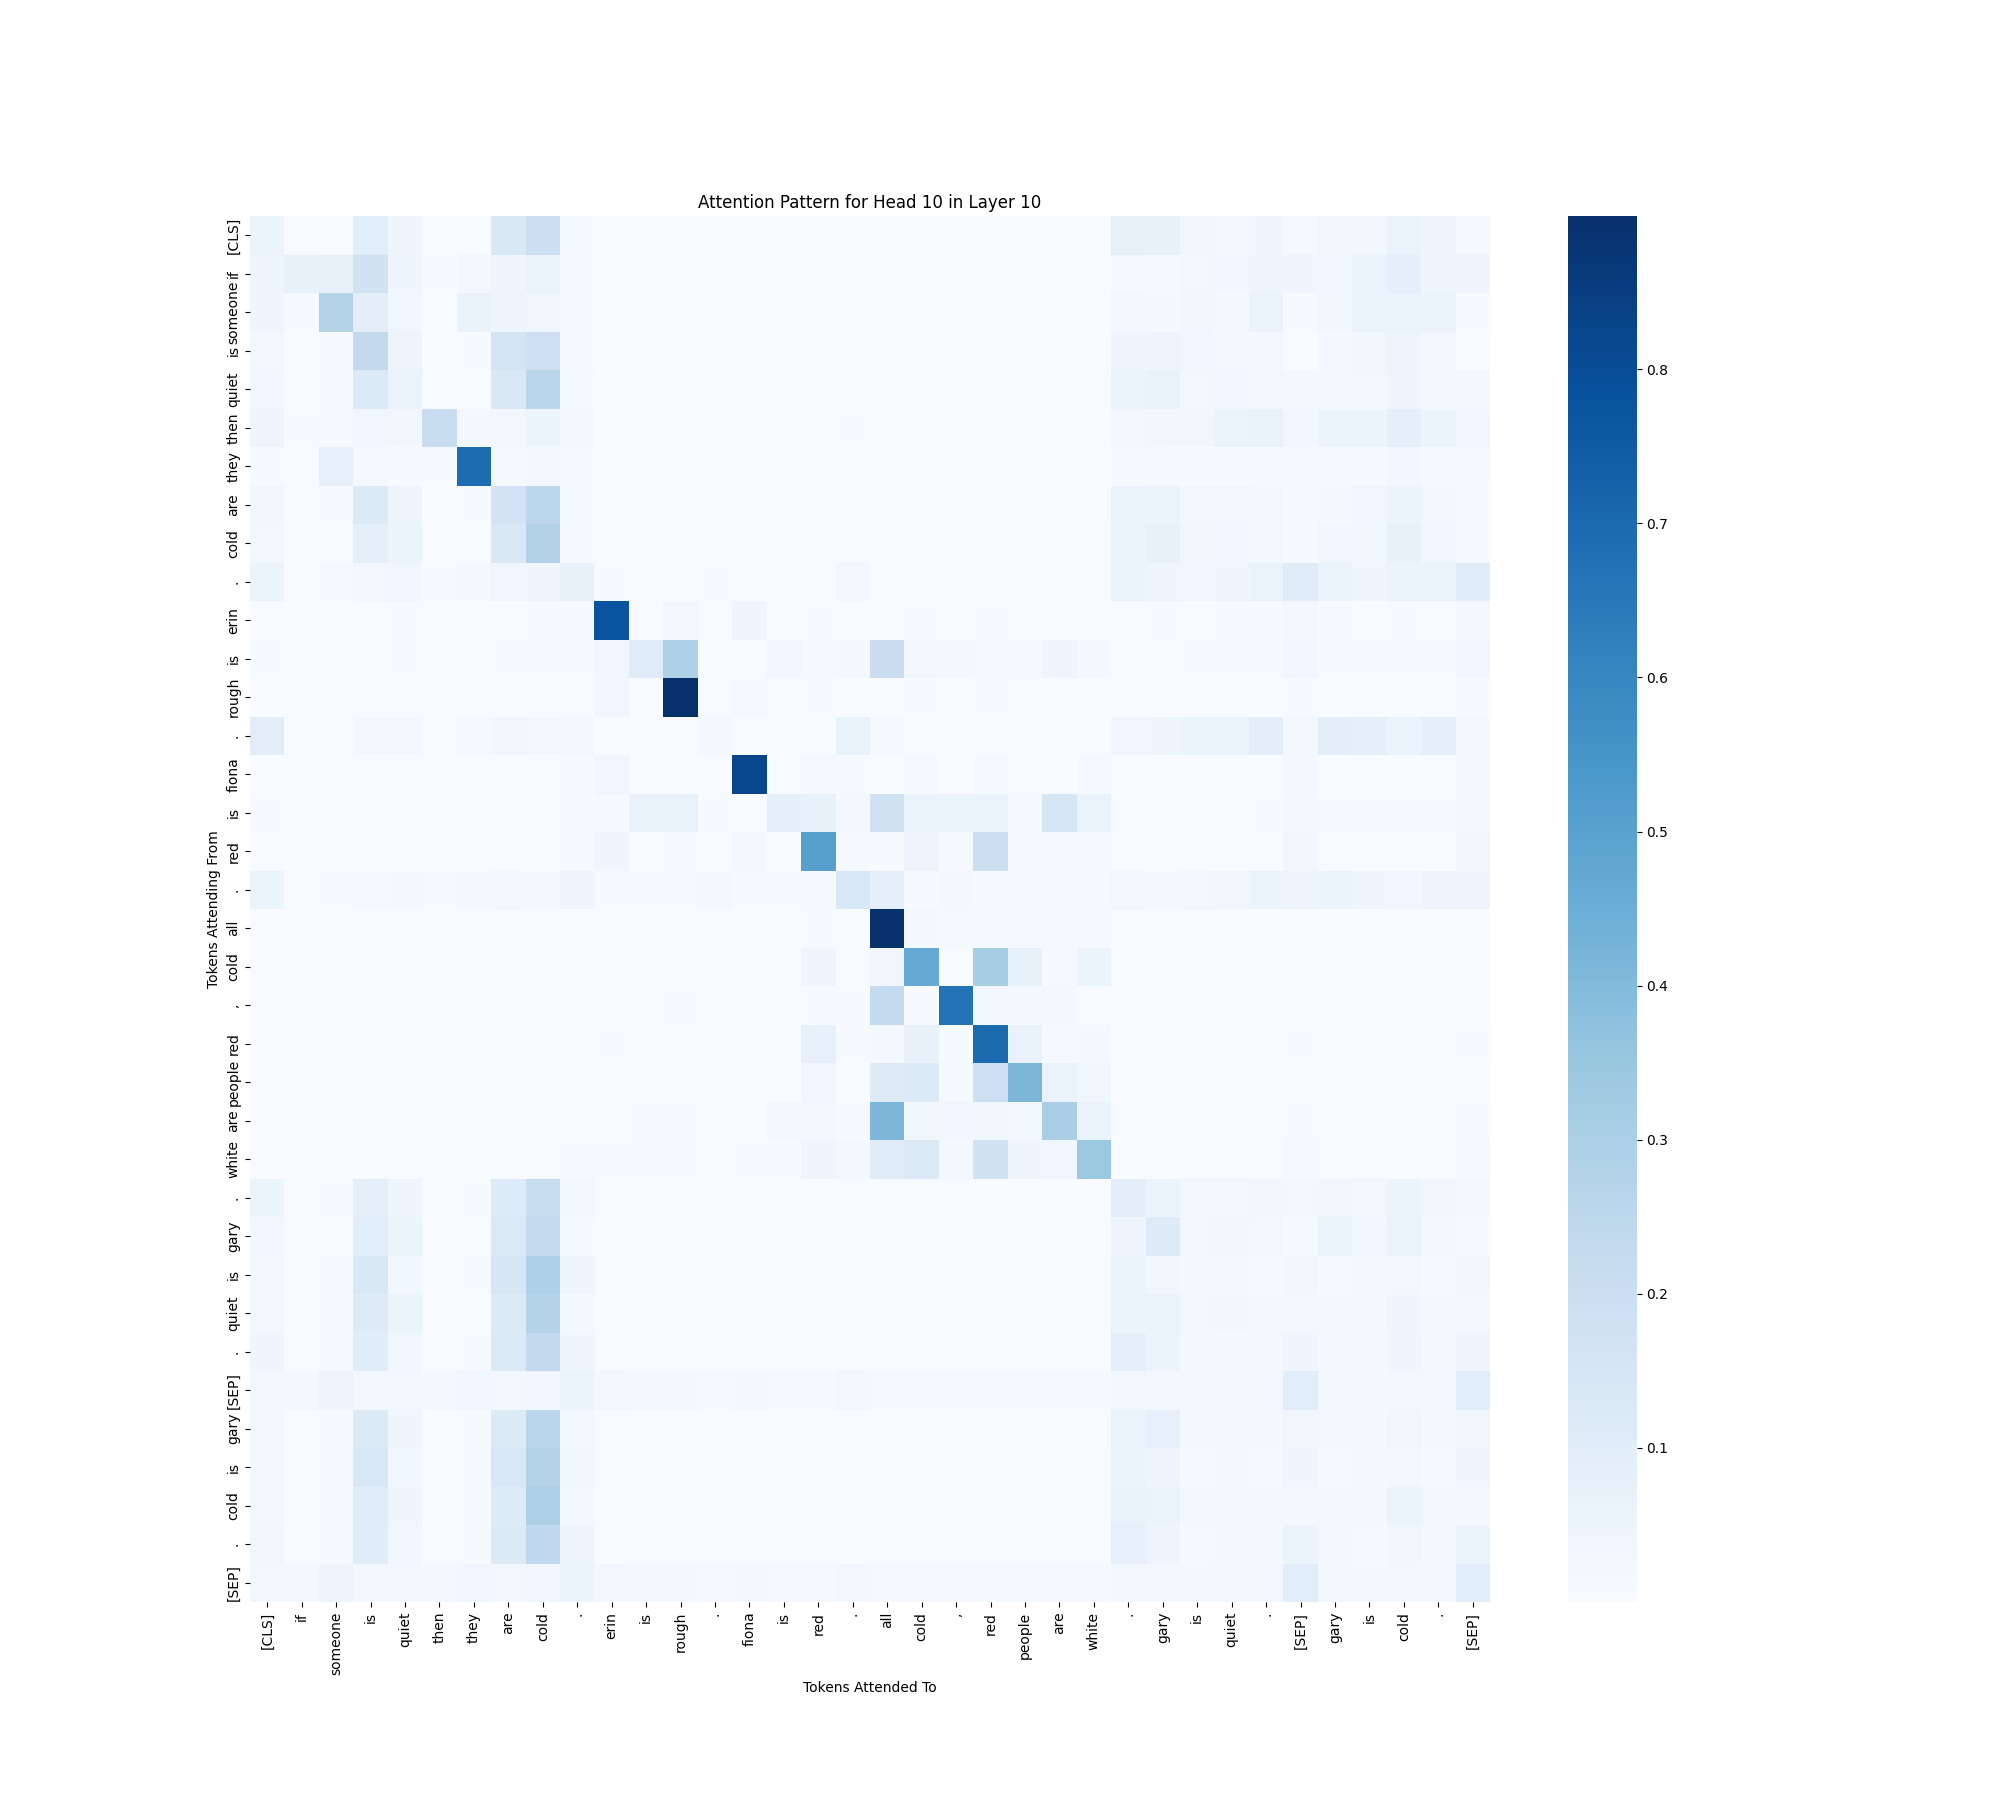 Attention Pattern for Head 10 in Layer 10
Tokens Attending From
[CLS]
if
someone
is
quiet
then
they
are
cold
.
erin
is
rough
.
fiona
is
red
.
all
cold
,
red
people
are
white
.
gary
is
quiet
.
[SEP]
gary
is
cold
.
[SEP]
[CLS]
if
someone
is
quiet
then
they
are
cold
.
erin
is
rough
.
fiona
is
red
.
all
cold
,
red
people
are
white
.
gary
is
quiet
.
[SEP]
gary
is
cold
.
[SEP]
Tokens Attended To
0.8
0.7
0.6
0.5
0.4
0.3
0.2
0.1